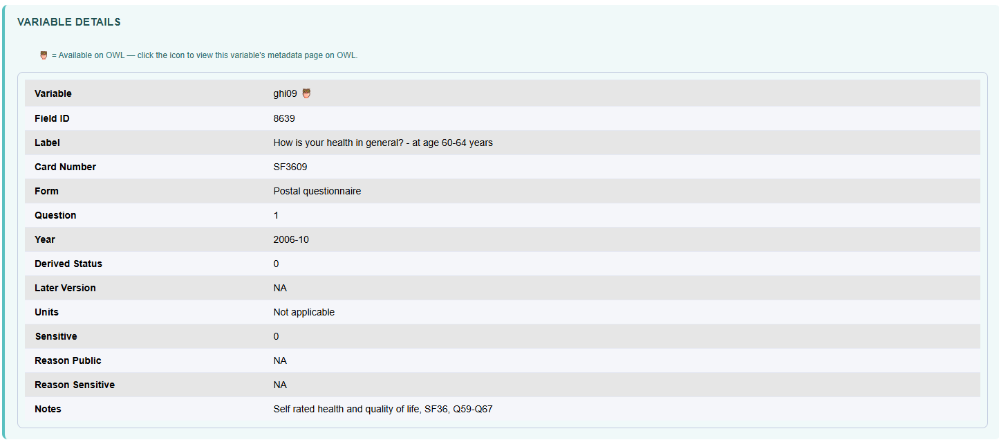 VARIABLE DETAILS
= Available on OWL — click the icon to view this variable's metadata page on OWL.
Variable ghi09
Field ID 8639
Label How is your health in general? - at age 60-64 years
Card Number SF3609
Form Postal questionnaire
Question 1
Year 2006-10
Derived Status 0
Later Version NA
Units Not applicable
Sensitive 0
Reason Public NA
Reason Sensitive NA
Notes Self rated health and quality of life, SF36, Q59-Q67